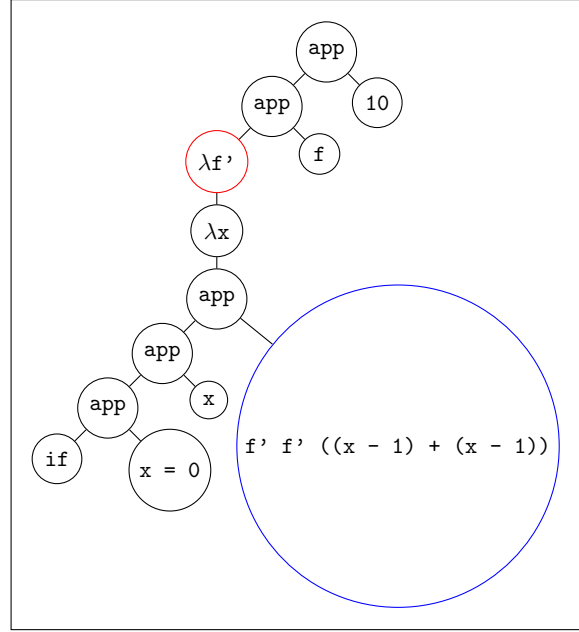 app
app
10
λf'
f
λx
app
app
app
x
if
x = 0
f' f' ((x - 1) + (x - 1))